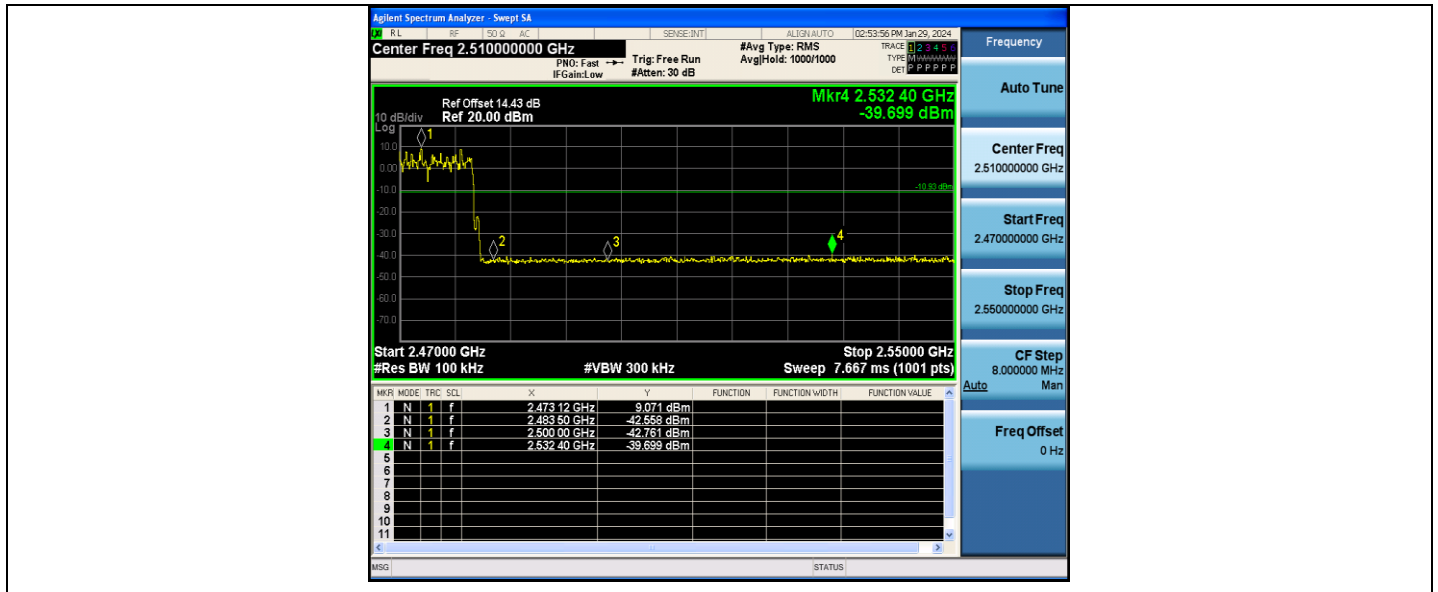 Agilent Spectrum Analyzer - Swept SA
RL RF 50 Ω AC SENSE:INT ALIGNAUTO 02:53:56 PM Jan 29, 2024
Center Freq 2.510000000 GHz
PNO: Fast
IFGain:Low
Trig: Free Run
#Atten: 30 dB
#Avg Type: RMS
Avg|Hold: 1000/1000
TRACE 1 2 3 4 5 6
TYPE M
DET P P P P P P
Frequency
Mkr4 2.532 40 GHz
-39.699 dBm
Ref Offset 14.43 dB
10 dB/div Ref 20.00 dBm
Log
10.0
0.00
-10.0
-20.0
-30.0
-40.0
-50.0
-60.0
-70.0
1
2
3
4
-10.93 dBm
Start 2.47000 GHz Stop 2.55000 GHz
#Res BW 100 kHz #VBW 300 kHz Sweep 7.667 ms (1001 pts)
MKR MODE TRC SCL X Y FUNCTION FUNCTION WIDTH FUNCTION VALUE
1 N 1 f 2.473 12 GHz 9.071 dBm
2 N 1 f 2.483 50 GHz -42.558 dBm
3 N 1 f 2.500 00 GHz -42.761 dBm
4 N 1 f 2.532 40 GHz -39.699 dBm
5
6
7
8
9
10
11
MSG STATUS
Auto Tune
Center Freq
2.510000000 GHz
Start Freq
2.470000000 GHz
Stop Freq
2.550000000 GHz
CF Step
8.000000 MHz
Auto Man
Freq Offset
0 Hz